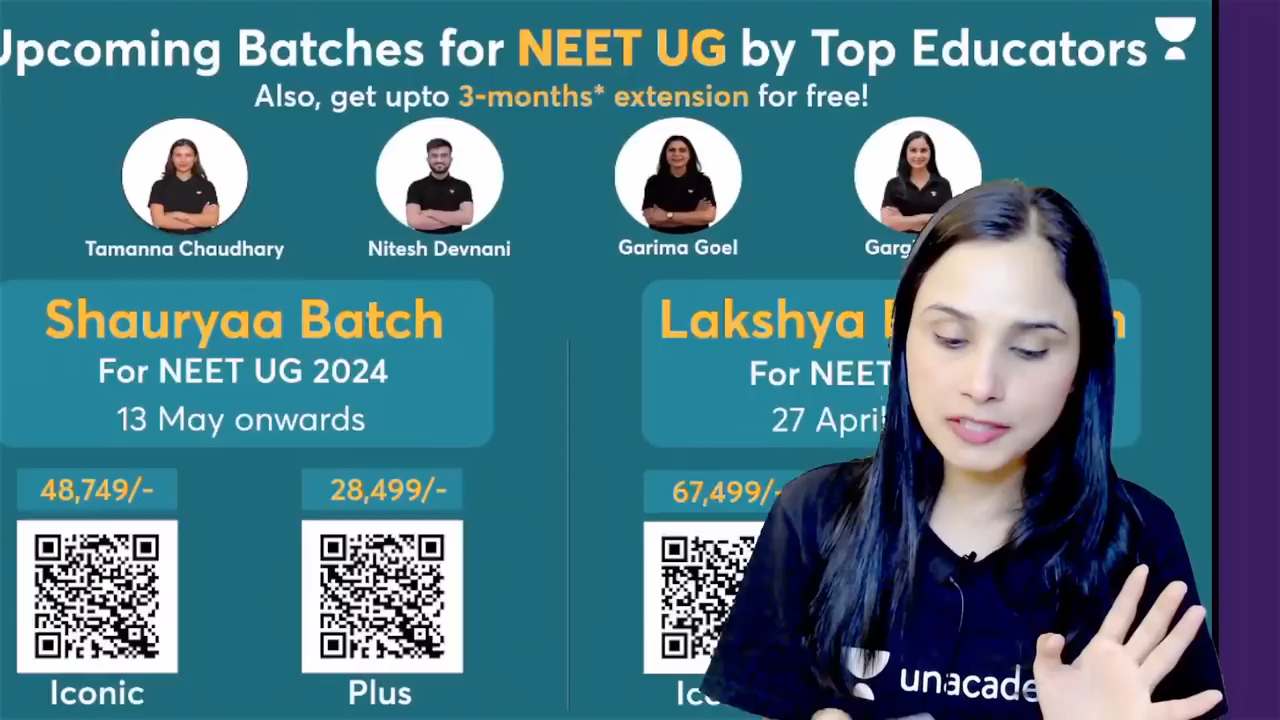 Upcoming Batches for NEET UG by Top Educators
Also, get upto 3-months* extension for free!
Tamanna Chaudhary
Nitesh Devnani
Garima Goel
Shauryaa Batch
For NEET UG 2024
13 May onwards
Lakshya
For NEET
27 April
48,749/-
28,499/-
67,499/-
Iconic
Plus
unacade